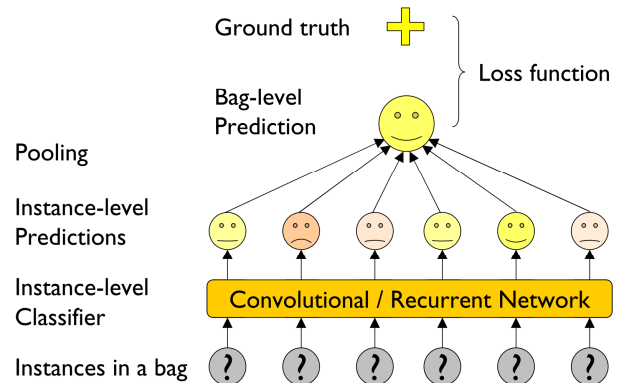 Ground truth
Loss function
Bag-level
Prediction
Pooling
Instance-level
Predictions
Instance-level
Classifier
Convolutional / Recurrent Network
Instances in a bag
? ? ? ? ? ?